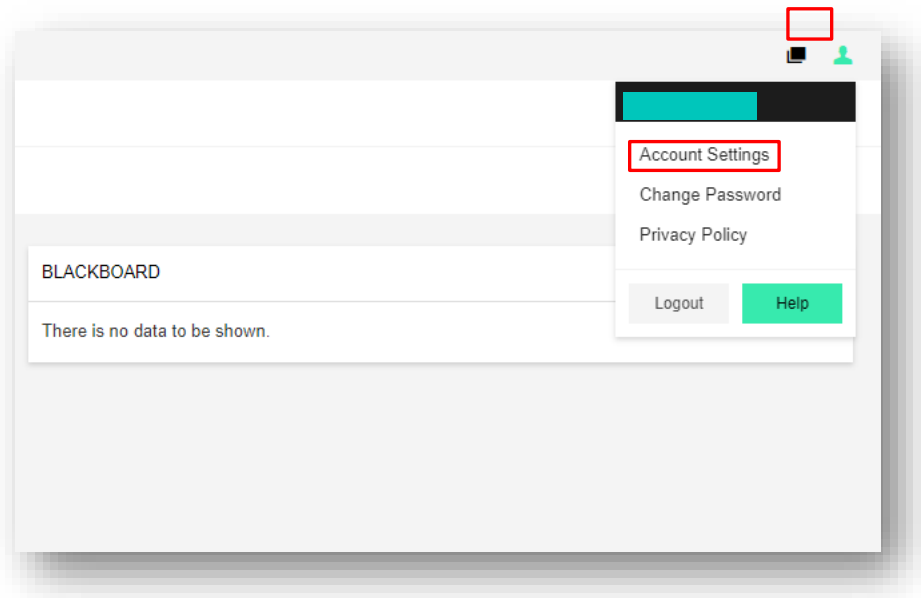 Account Settings
Change Password
Privacy Policy
BLACKBOARD
Logout
Help
There is no data to be shown.